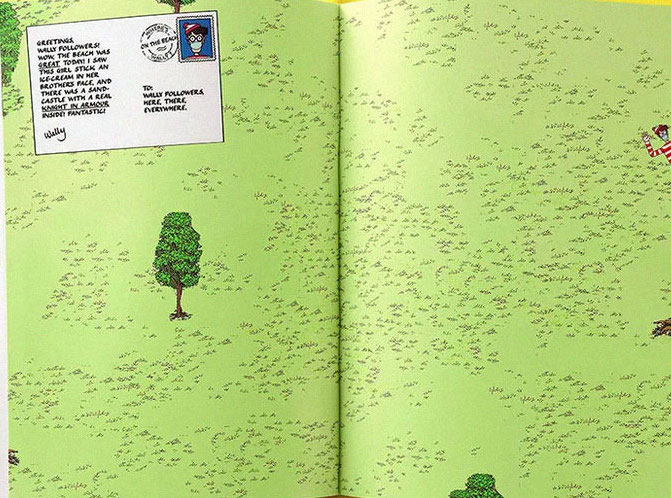 GREETINGS,
WALLY FOLLOWERS!
WOW, THE BEACH WAS
GREAT TODAY! I SAW
THIS GIRL STICK AN
ICE-CREAM IN HER
BROTHERS FACE, AND
THERE WAS A SAND-
CASTLE WITH A REAL
KNIGHT IN ARMOUR
INSIDE! FANTASTIC!
Wally
WHERE'S
ON THE BEACH
WALLY?
TO:
WALLY FOLLOWERS,
HERE, THERE,
EVERYWHERE.